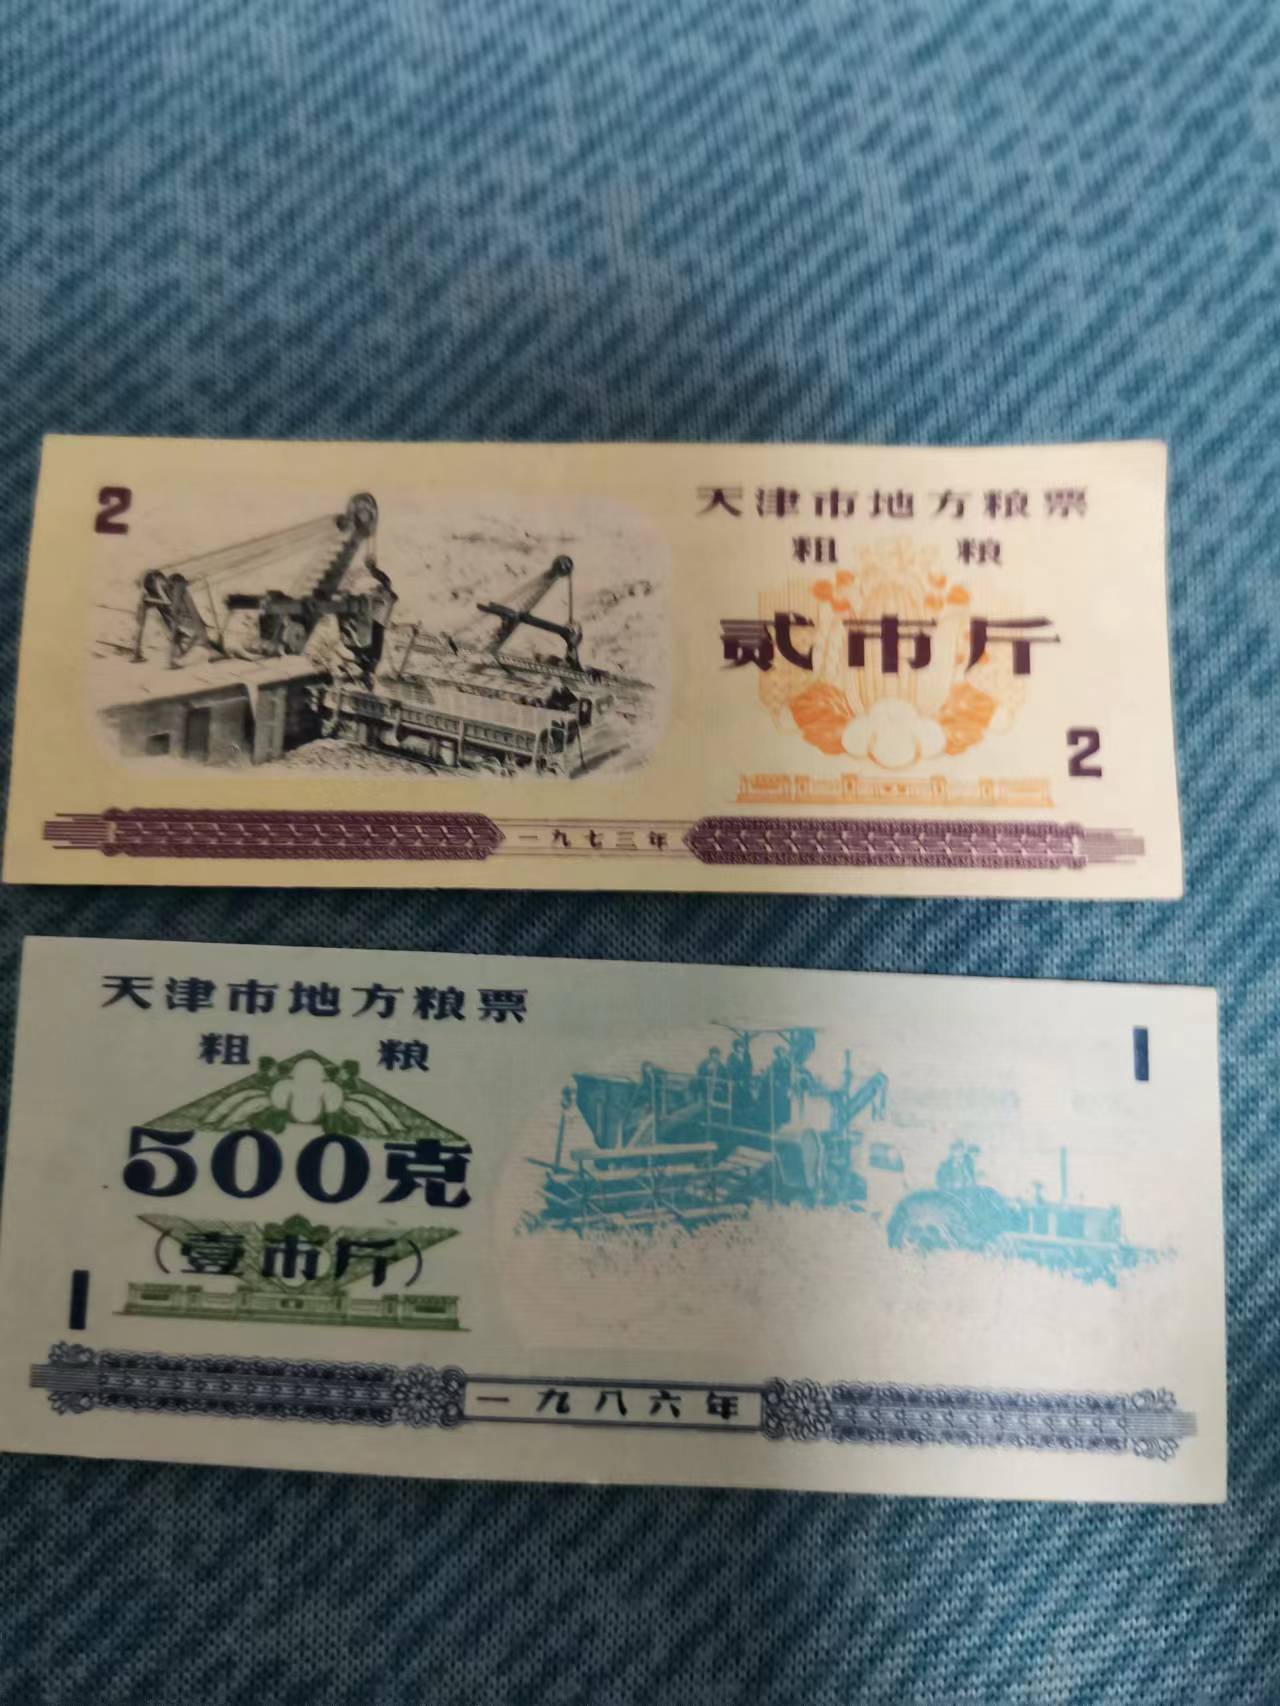 2
天津市地方粮票
粗 粮
贰市斤
2
一九七三年
天津市地方粮票
粗 粮
1
500克
(壹市斤)
1
一九八六年